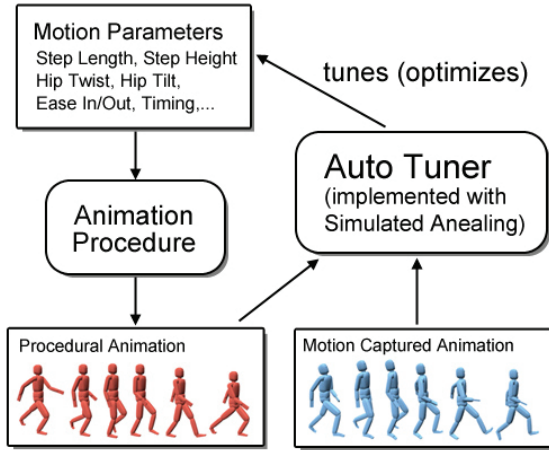 Motion Parameters
Step Length, Step Height
Hip Twist, Hip Tilt,
Ease In/Out, Timing,...
tunes (optimizes)
Auto Tuner
(implemented with
Simulated Anealing)
Animation
Procedure
Procedural Animation
Motion Captured Animation